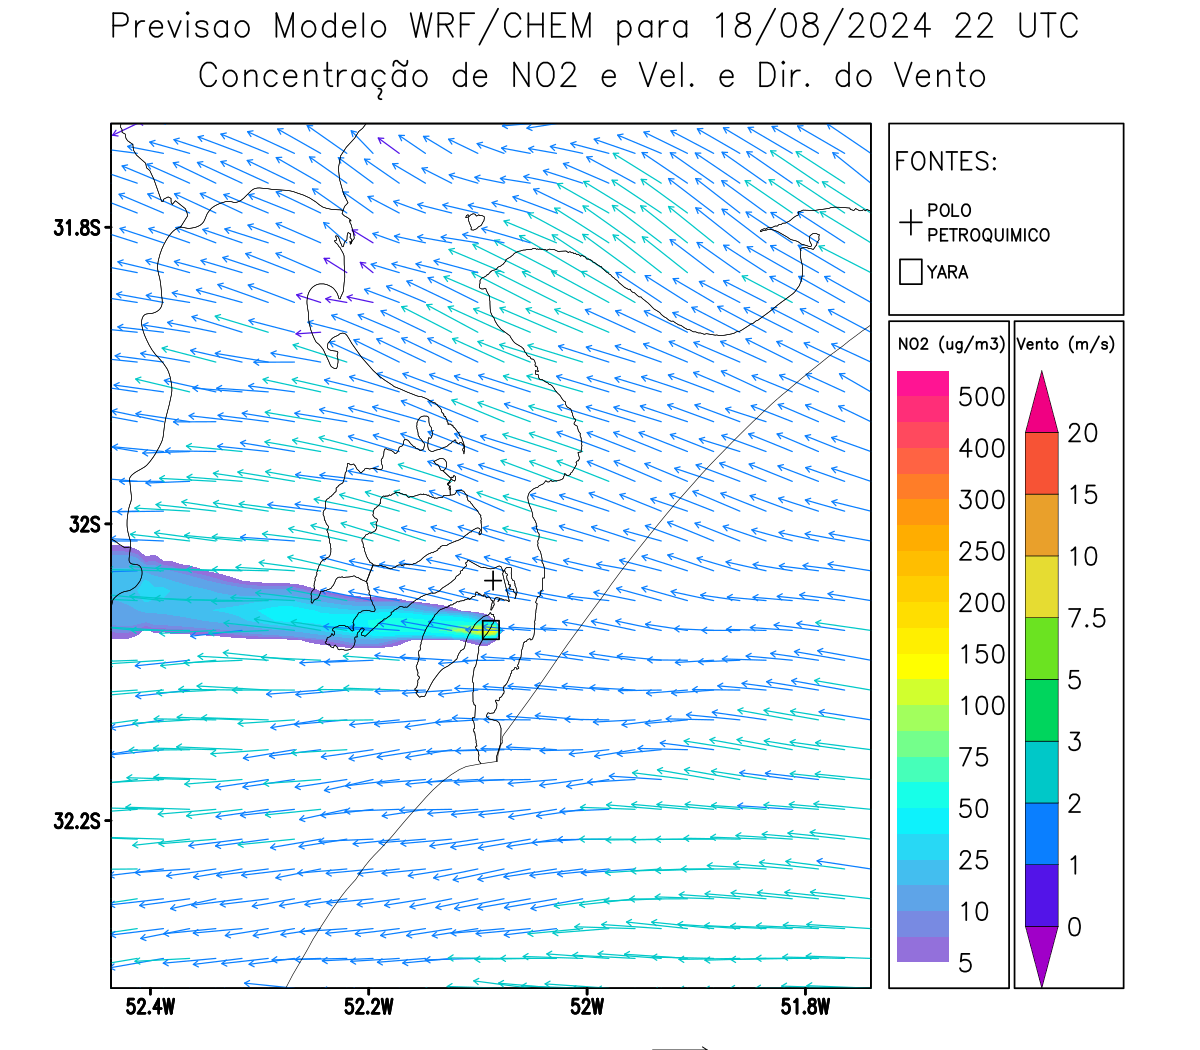 Previsao Modelo WRF/CHEM para 18/08/2024 22 UTC
Concentração de NO2 e Vel. e Dir. do Vento
FONTES:
POLO
PETROQUIMICO
YARA
NO2 (ug/m3)
500
400
300
250
200
150
100
75
50
25
10
5
Vento (m/s)
20
15
10
7.5
5
3
2
1
0
31.8S
32S
32.2S
52.4W
52.2W
52W
51.8W